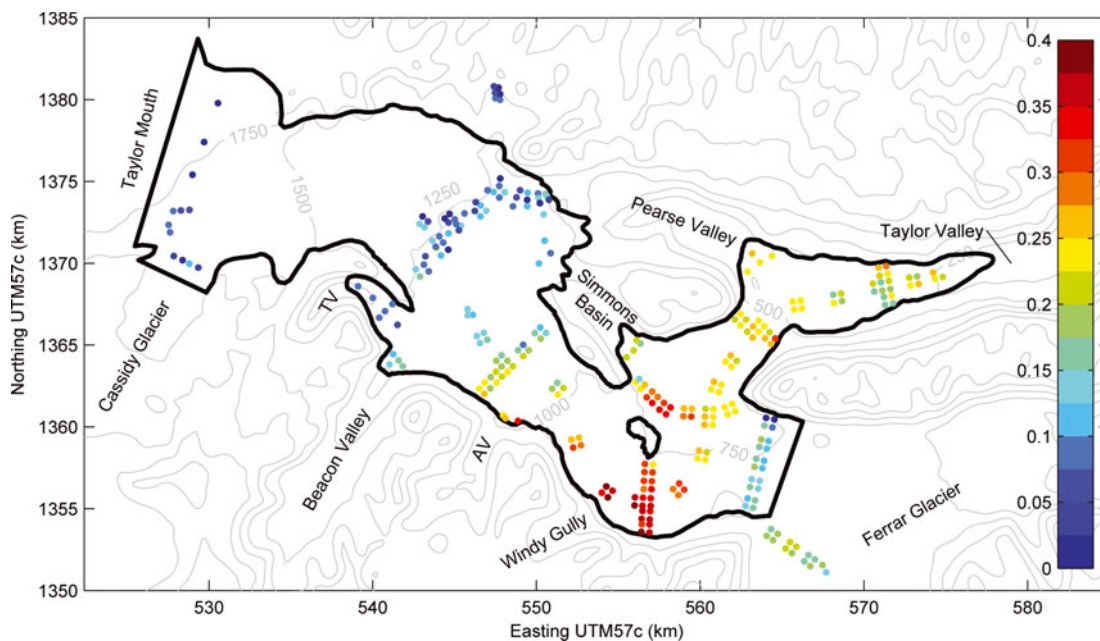 1385
1380
1375
1370
1365
1360
1355
1350
Northing UTM57c (km)
530
540
550
560
570
580
Easting UTM57c (km)
Taylor Mouth
1750
1500
1250
Pearse Valley
Taylor Valley
250
TV
Simmons
Basin
500
Cassidy Glacier
Beacon Valley
AV
1000
750
Windy Gully
Ferrar Glacier
0.4
0.35
0.3
0.25
0.2
0.15
0.1
0.05
0